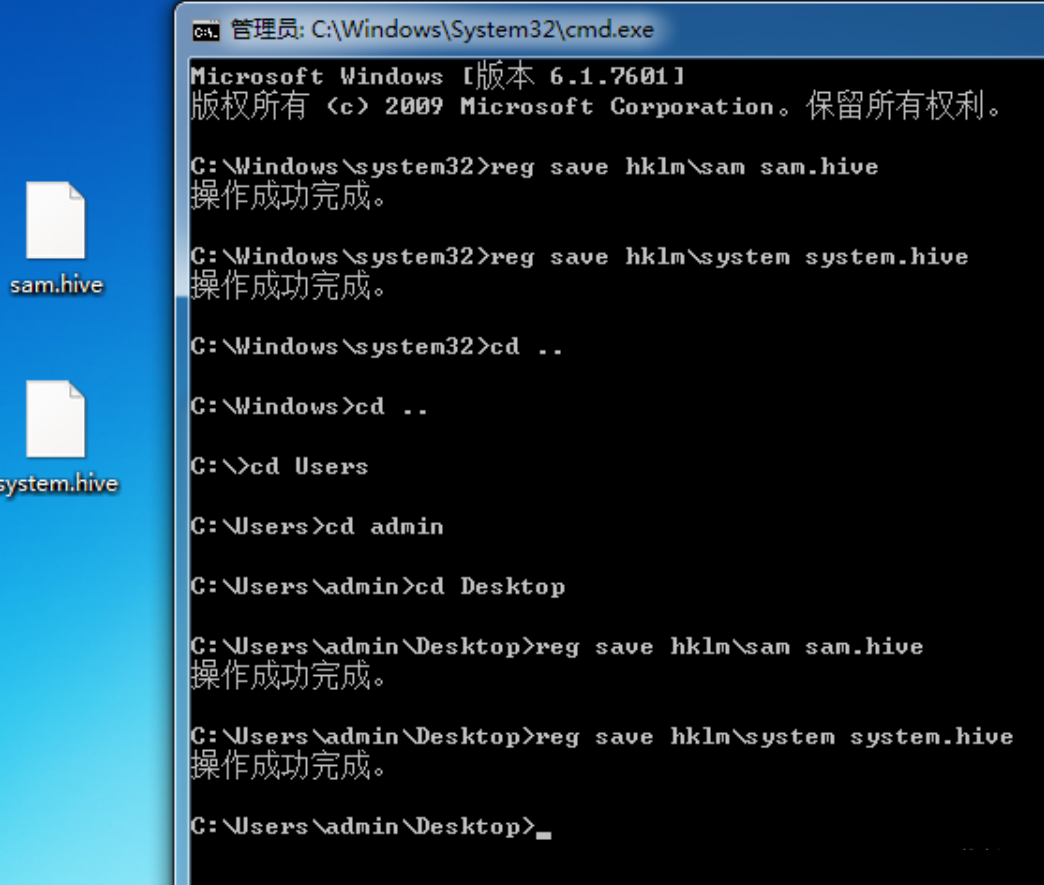 管理员: C:\Windows\System32\cmd.exe
Microsoft Windows [版本 6.1.7601]
版权所有 (c) 2009 Microsoft Corporation。保留所有权利。
C:\Windows\system32>reg save hklm\sam sam.hive
操作成功完成。
C:\Windows\system32>reg save hklm\system system.hive
操作成功完成。
C:\Windows\system32>cd ..
C:\Windows>cd ..
C:\>cd Users
C:\Users>cd admin
C:\Users\admin>cd Desktop
C:\Users\admin\Desktop>reg save hklm\sam sam.hive
操作成功完成。
C:\Users\admin\Desktop>reg save hklm\system system.hive
操作成功完成。
C:\Users\admin\Desktop>
sam.hive
system.hive